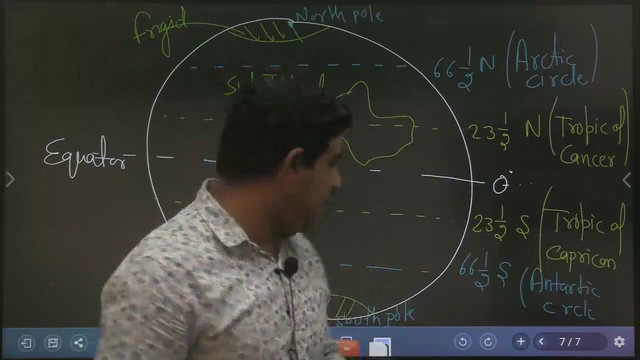 Frigid
North pole
66 1/2 N (Arctic
circle)
23 1/2 N (Tropic of
Cancer)
Equator
0°
23 1/2 S (Tropic of
Capricon
66 1/2 S (Antartic
circle
South pole
7 / 7